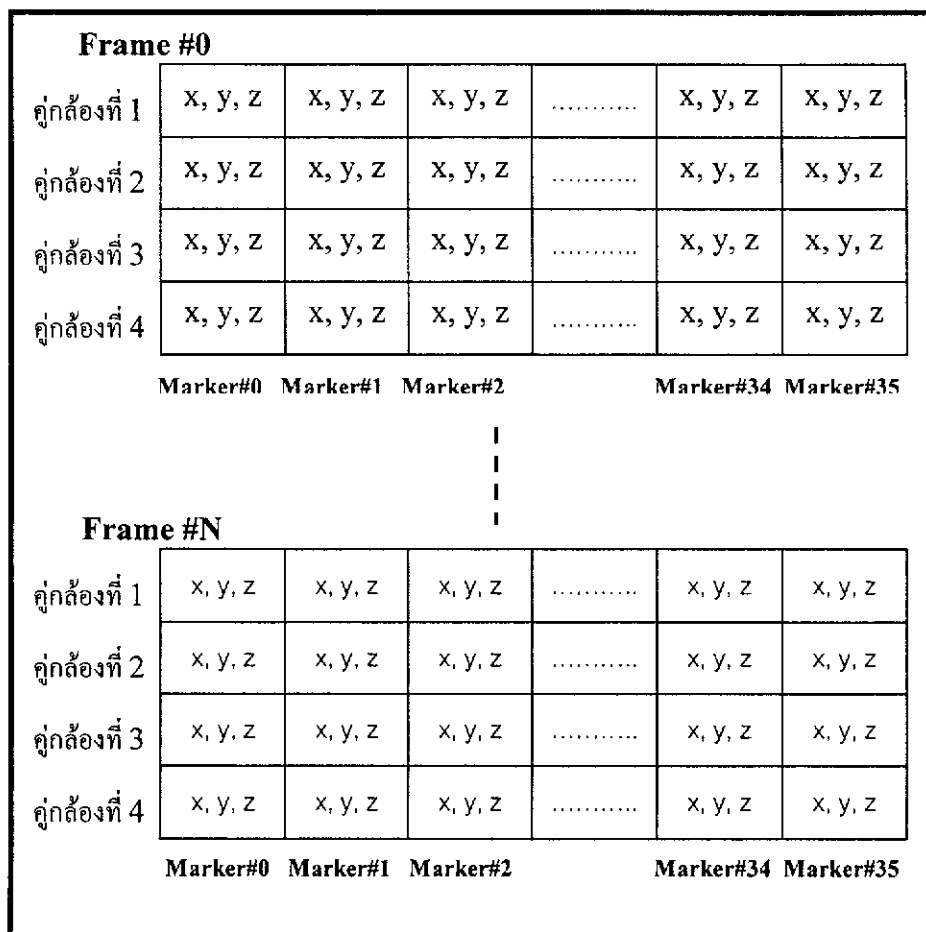 Frame #0
คู่กล้องที่ 1 x, y, z x, y, z x, y, z ........... x, y, z x, y, z
คู่กล้องที่ 2 x, y, z x, y, z x, y, z ........... x, y, z x, y, z
คู่กล้องที่ 3 x, y, z x, y, z x, y, z ........... x, y, z x, y, z
คู่กล้องที่ 4 x, y, z x, y, z x, y, z ........... x, y, z x, y, z
Marker#0 Marker#1 Marker#2 Marker#34 Marker#35
Frame #N
คู่กล้องที่ 1 x, y, z x, y, z x, y, z ........... x, y, z x, y, z
คู่กล้องที่ 2 x, y, z x, y, z x, y, z ........... x, y, z x, y, z
คู่กล้องที่ 3 x, y, z x, y, z x, y, z ........... x, y, z x, y, z
คู่กล้องที่ 4 x, y, z x, y, z x, y, z ........... x, y, z x, y, z
Marker#0 Marker#1 Marker#2 Marker#34 Marker#35